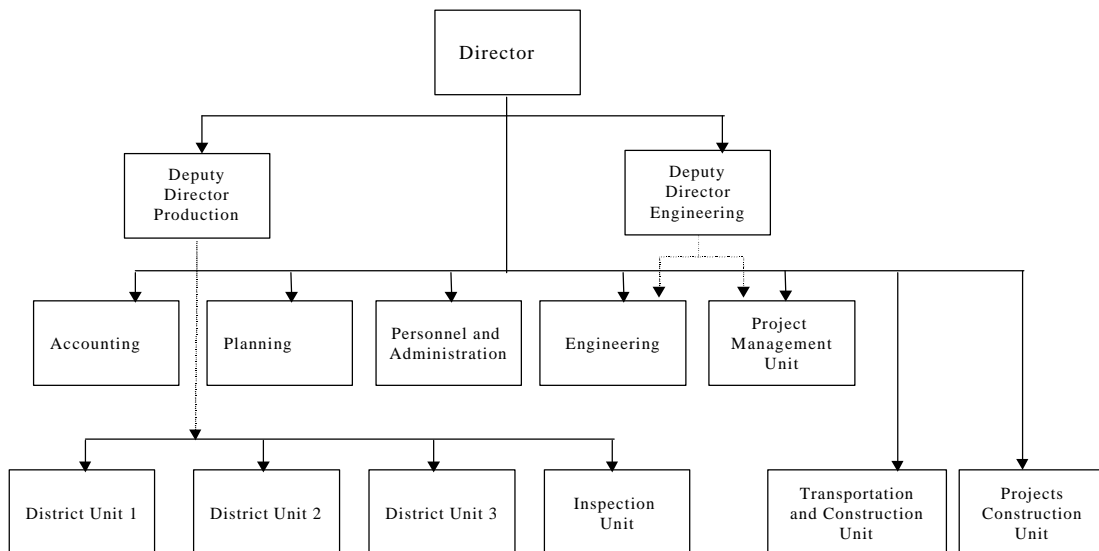 Director
Deputy
Director
Production
Deputy
Director
Engineering
Accounting
Planning
Personnel and
Administration
Engineering
Project
Management
Unit
District Unit 1
District Unit 2
District Unit 3
Inspection
Unit
Transportation
and Construction
Unit
Projects
Construction
Unit